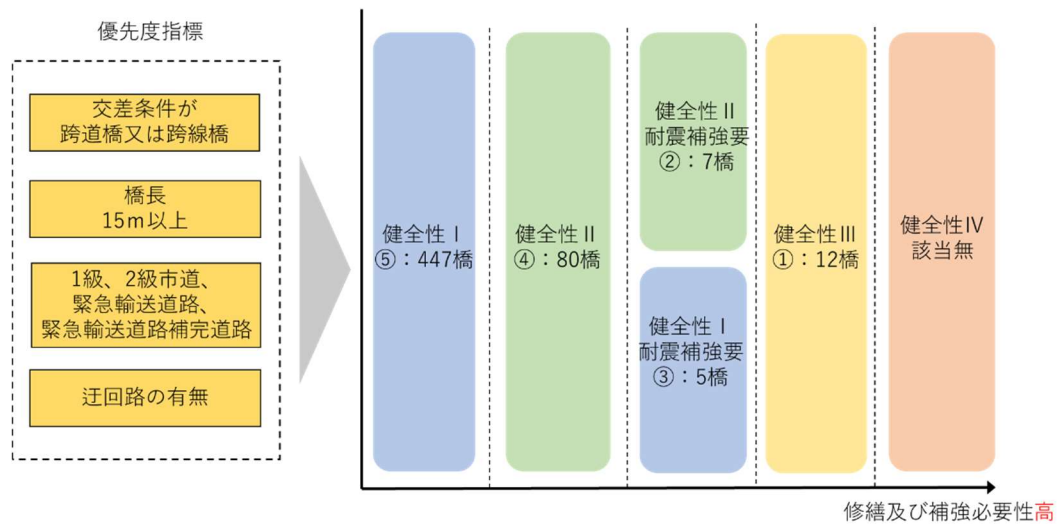 優先度指標
交差条件が
跨道橋又は跨線橋
橋長
15m以上
1級、2級市道、
緊急輸送道路、
緊急輸送道路補完道路
迂回路の有無
健全性Ⅰ
⑤：447橋
健全性Ⅱ
④：80橋
健全性Ⅱ
耐震補強要
②：7橋
健全性Ⅰ
耐震補強要
③：5橋
健全性Ⅲ
①：12橋
健全性Ⅳ
該当無
修繕及び補強必要性高